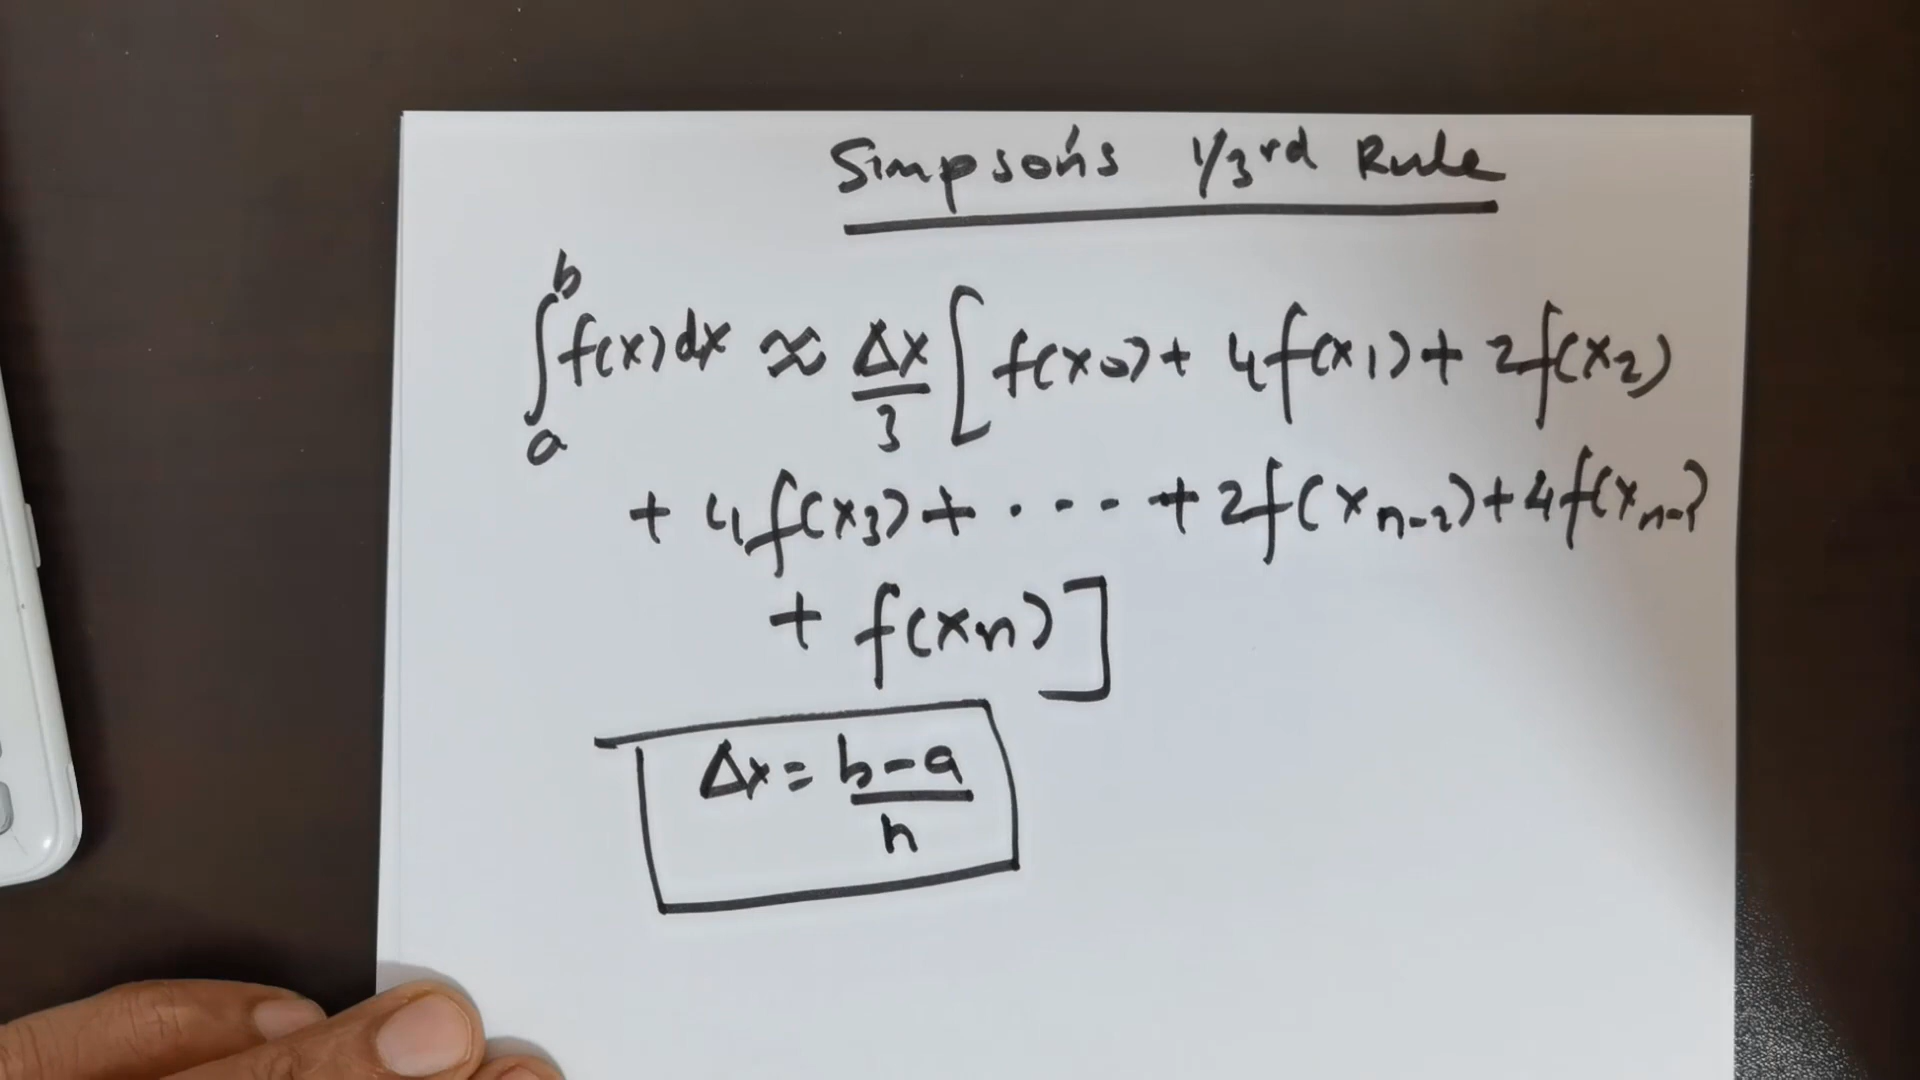 Simpson's 1/3rd Rule
∫ₐᵇ f(x)dx ≈ Δx/3 [f(x₀) + 4f(x₁) + 2f(x₂)
+ 4f(x₃) + .... + 2f(xₙ₋₂) + 4f(xₙ₋₁)
+ f(xₙ)]
Δx = b-a/n